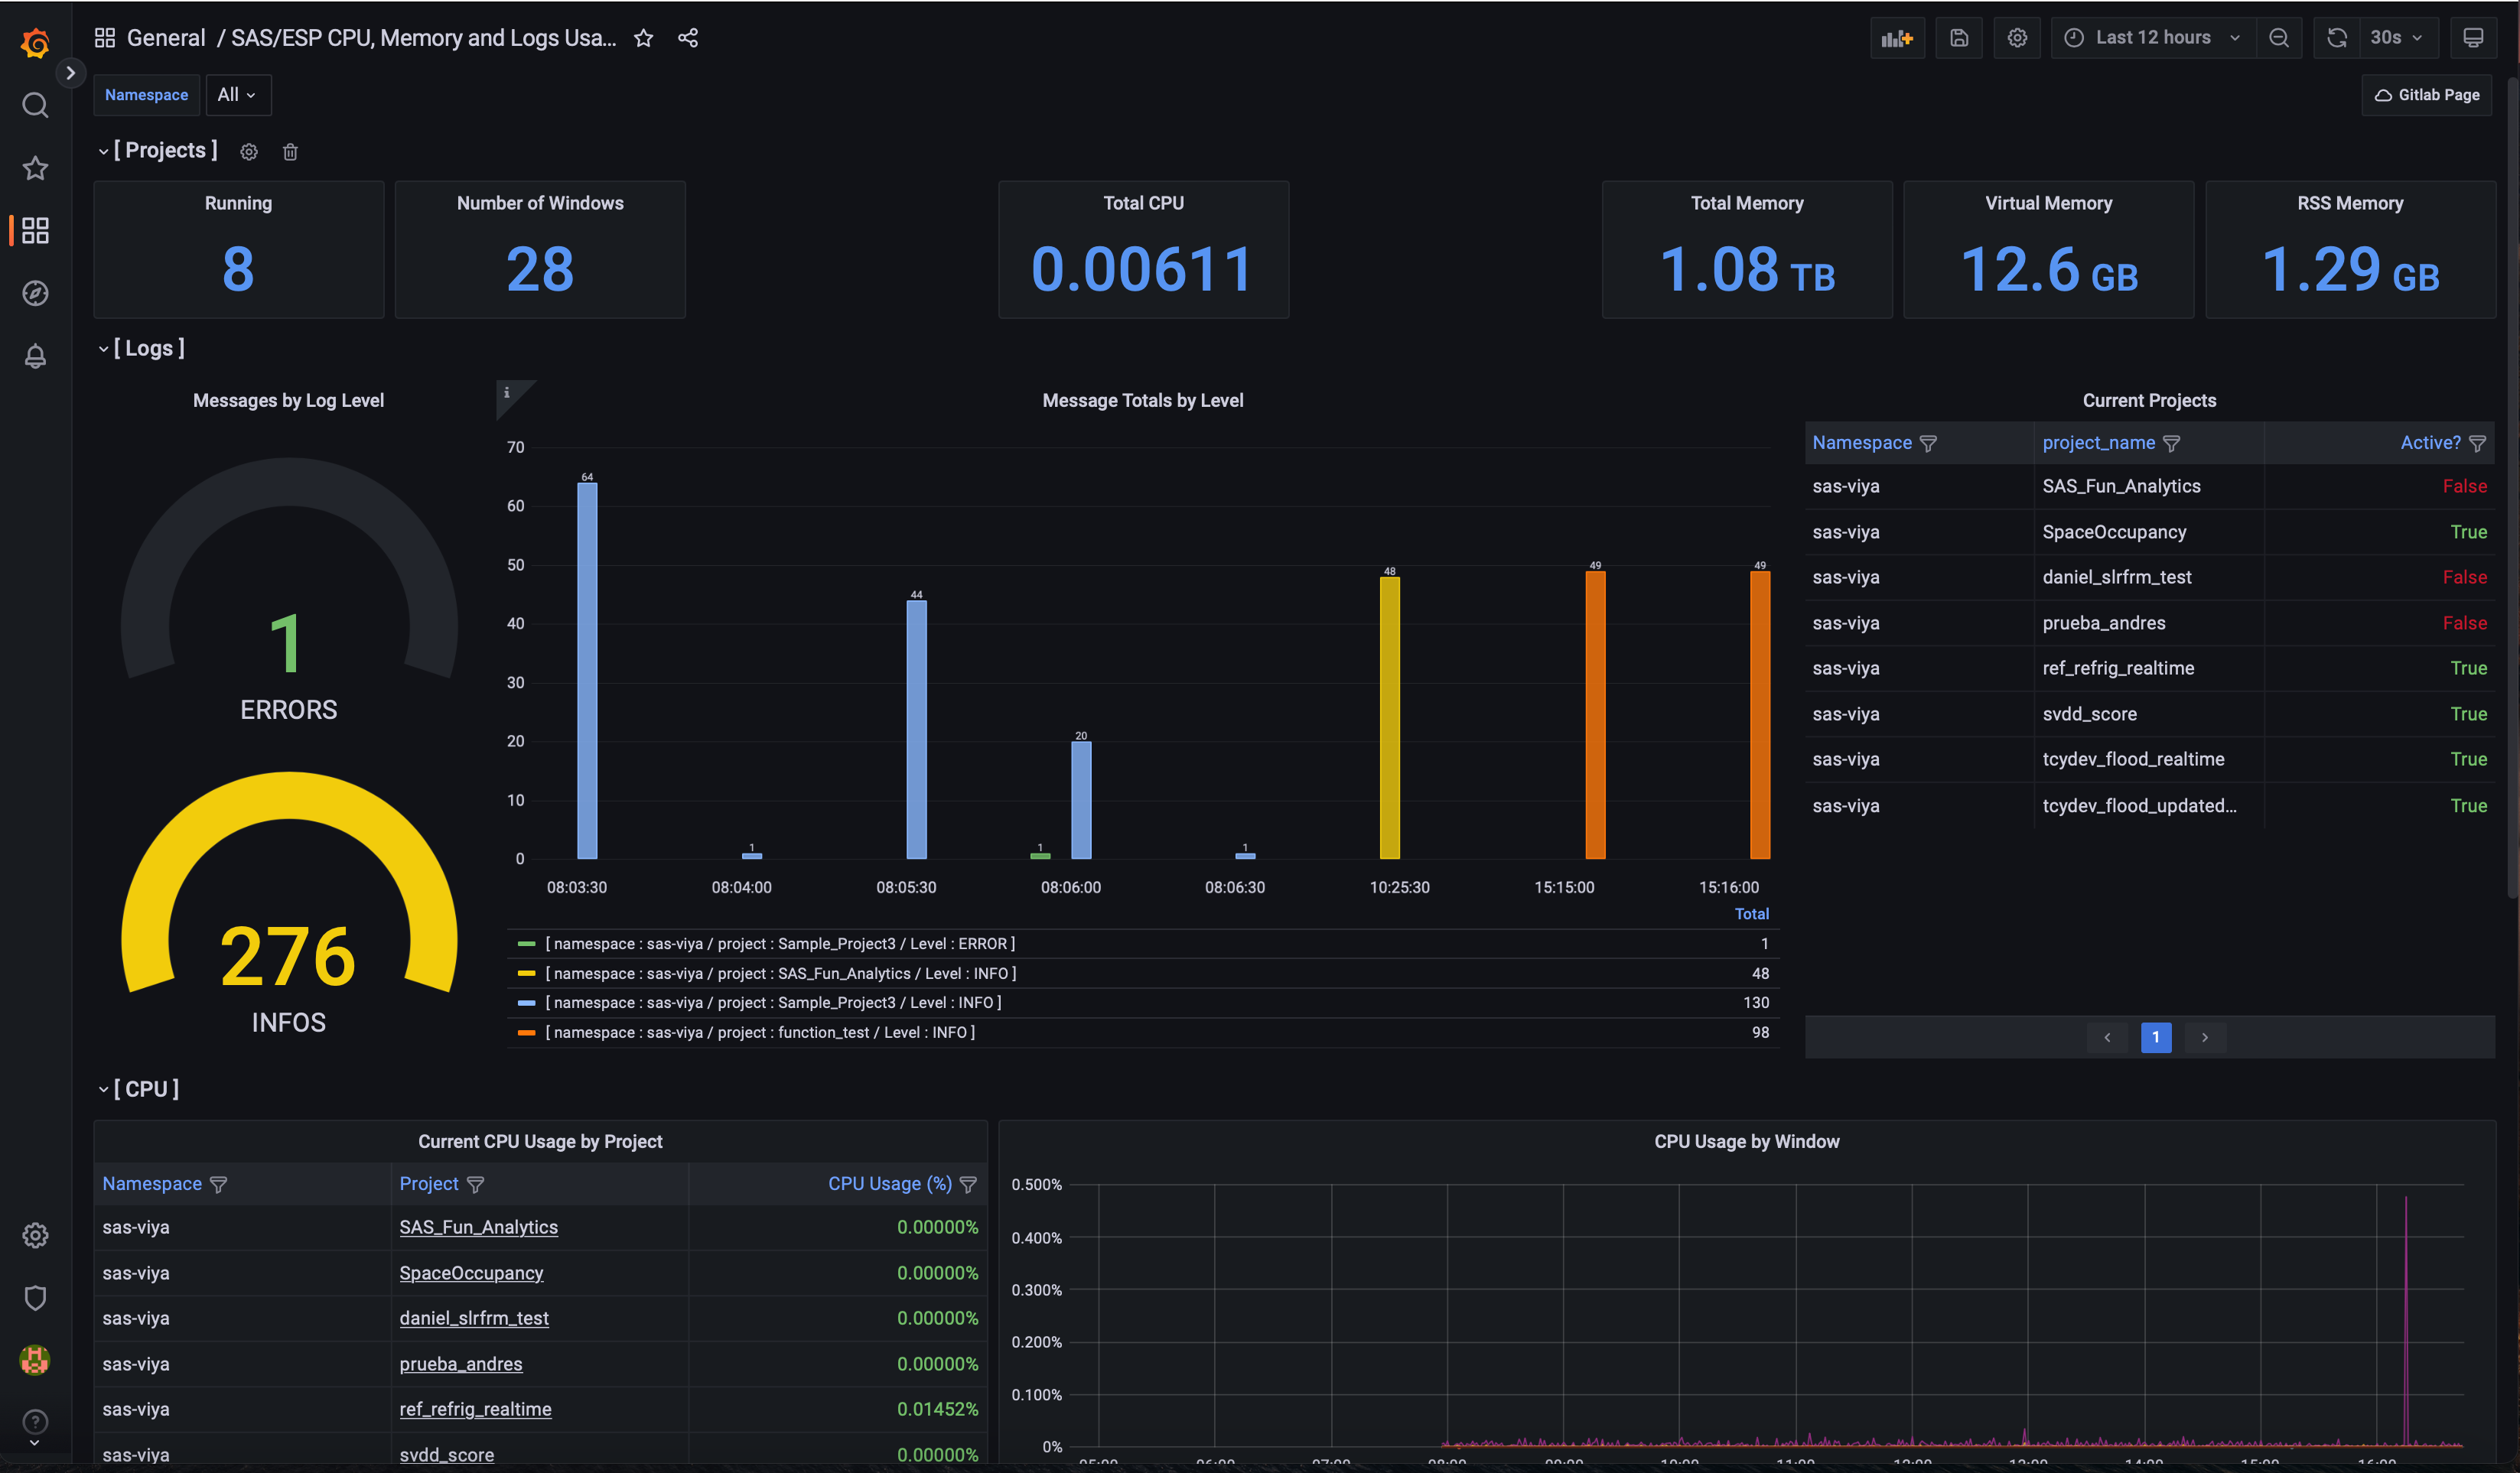 General / SAS/ESP CPU, Memory and Logs Usa...
Last 12 hours
30s
Namespace All
Gitlab Page
[ Projects ]
Running
8
Number of Windows
28
Total CPU
0.00611
Total Memory
1.08 TB
Virtual Memory
12.6 GB
RSS Memory
1.29 GB
[ Logs ]
Messages by Log Level
1
ERRORS
276
INFOS
i
Message Totals by Level
70
60
50
40
30
20
10
0
64
1
44
1
20
1
48
49
49
08:03:30 08:04:00 08:05:30 08:06:00 08:06:30 10:25:30 15:15:00 15:16:00
Total
[ namespace : sas-viya / project : Sample_Project3 / Level : ERROR ] 1
[ namespace : sas-viya / project : SAS_Fun_Analytics / Level : INFO ] 48
[ namespace : sas-viya / project : Sample_Project3 / Level : INFO ] 130
[ namespace : sas-viya / project : function_test / Level : INFO ] 98
Current Projects
Namespace project_name Active?
sas-viya SAS_Fun_Analytics False
sas-viya SpaceOccupancy True
sas-viya daniel_slrfrm_test False
sas-viya prueba_andres False
sas-viya ref_refrig_realtime True
sas-viya svdd_score True
sas-viya tcydev_flood_realtime True
sas-viya tcydev_flood_updated... True
1
[ CPU ]
Current CPU Usage by Project
Namespace Project CPU Usage (%)
sas-viya SAS_Fun_Analytics 0.00000%
sas-viya SpaceOccupancy 0.00000%
sas-viya daniel_slrfrm_test 0.00000%
sas-viya prueba_andres 0.00000%
sas-viya ref_refrig_realtime 0.01452%
sas-viya svdd_score 0.00000%
CPU Usage by Window
0.500%
0.400%
0.300%
0.200%
0.100%
0%